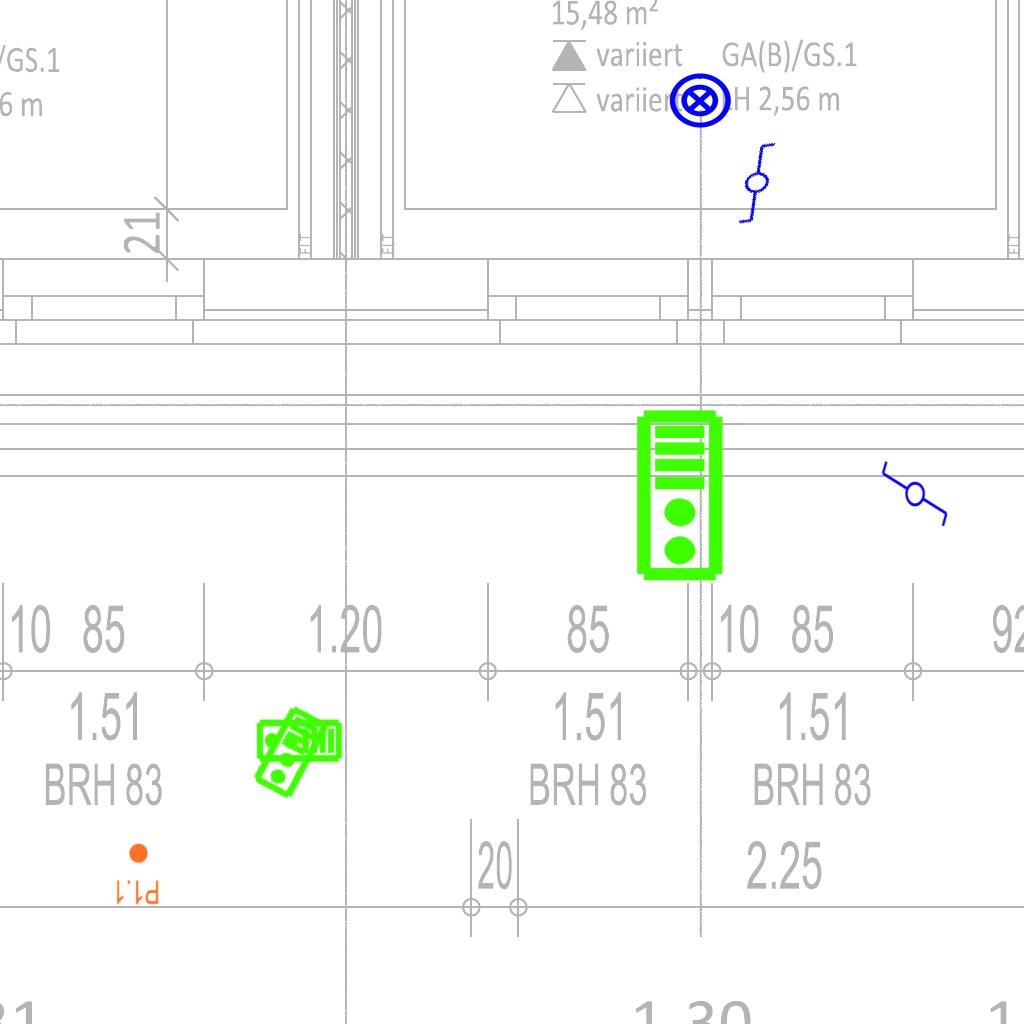 15,48 m²
/GS.1
variiert GA(B)/GS.1
6 m
LH 2,56 m
21
10 85 1.20 85 10 85 92
1.51 1.51 1.51
BRH 83 BRH 83 BRH 83
20 2.25
P1.1
1.30